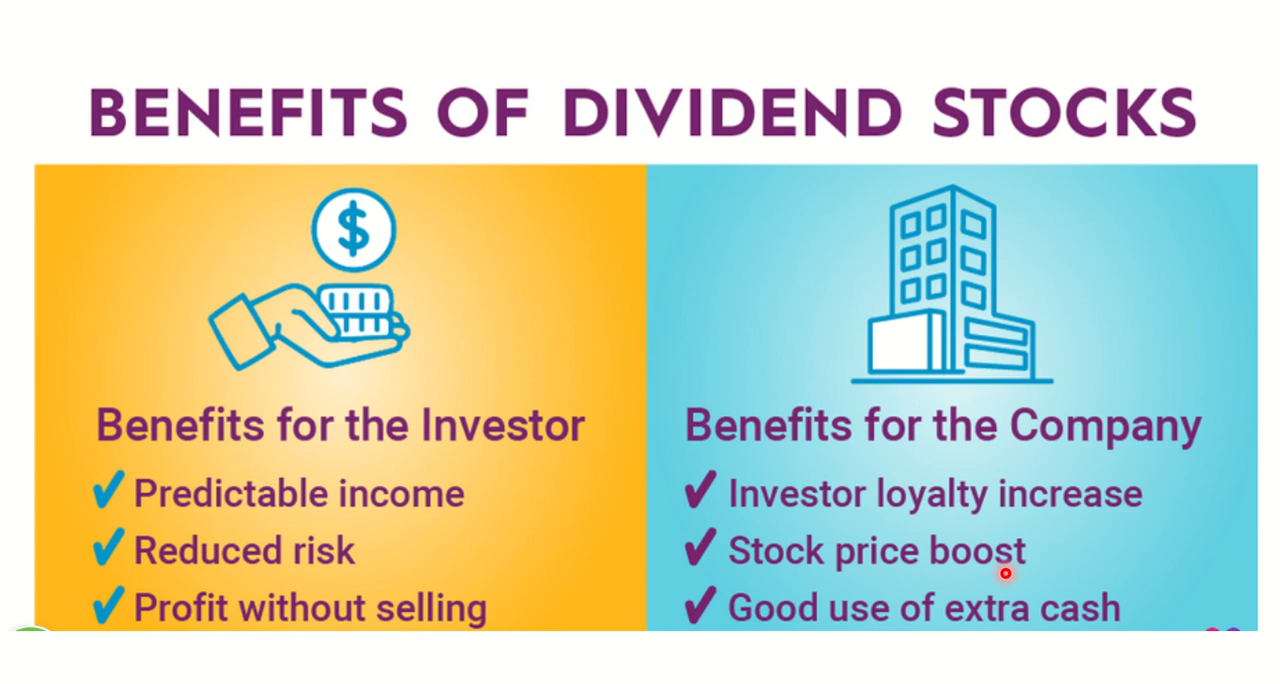 BENEFITS OF DIVIDEND STOCKS
$
Benefits for the Investor
✔ Predictable income
✔ Reduced risk
✔ Profit without selling
Benefits for the Company
✔ Investor loyalty increase
✔ Stock price boost
✔ Good use of extra cash